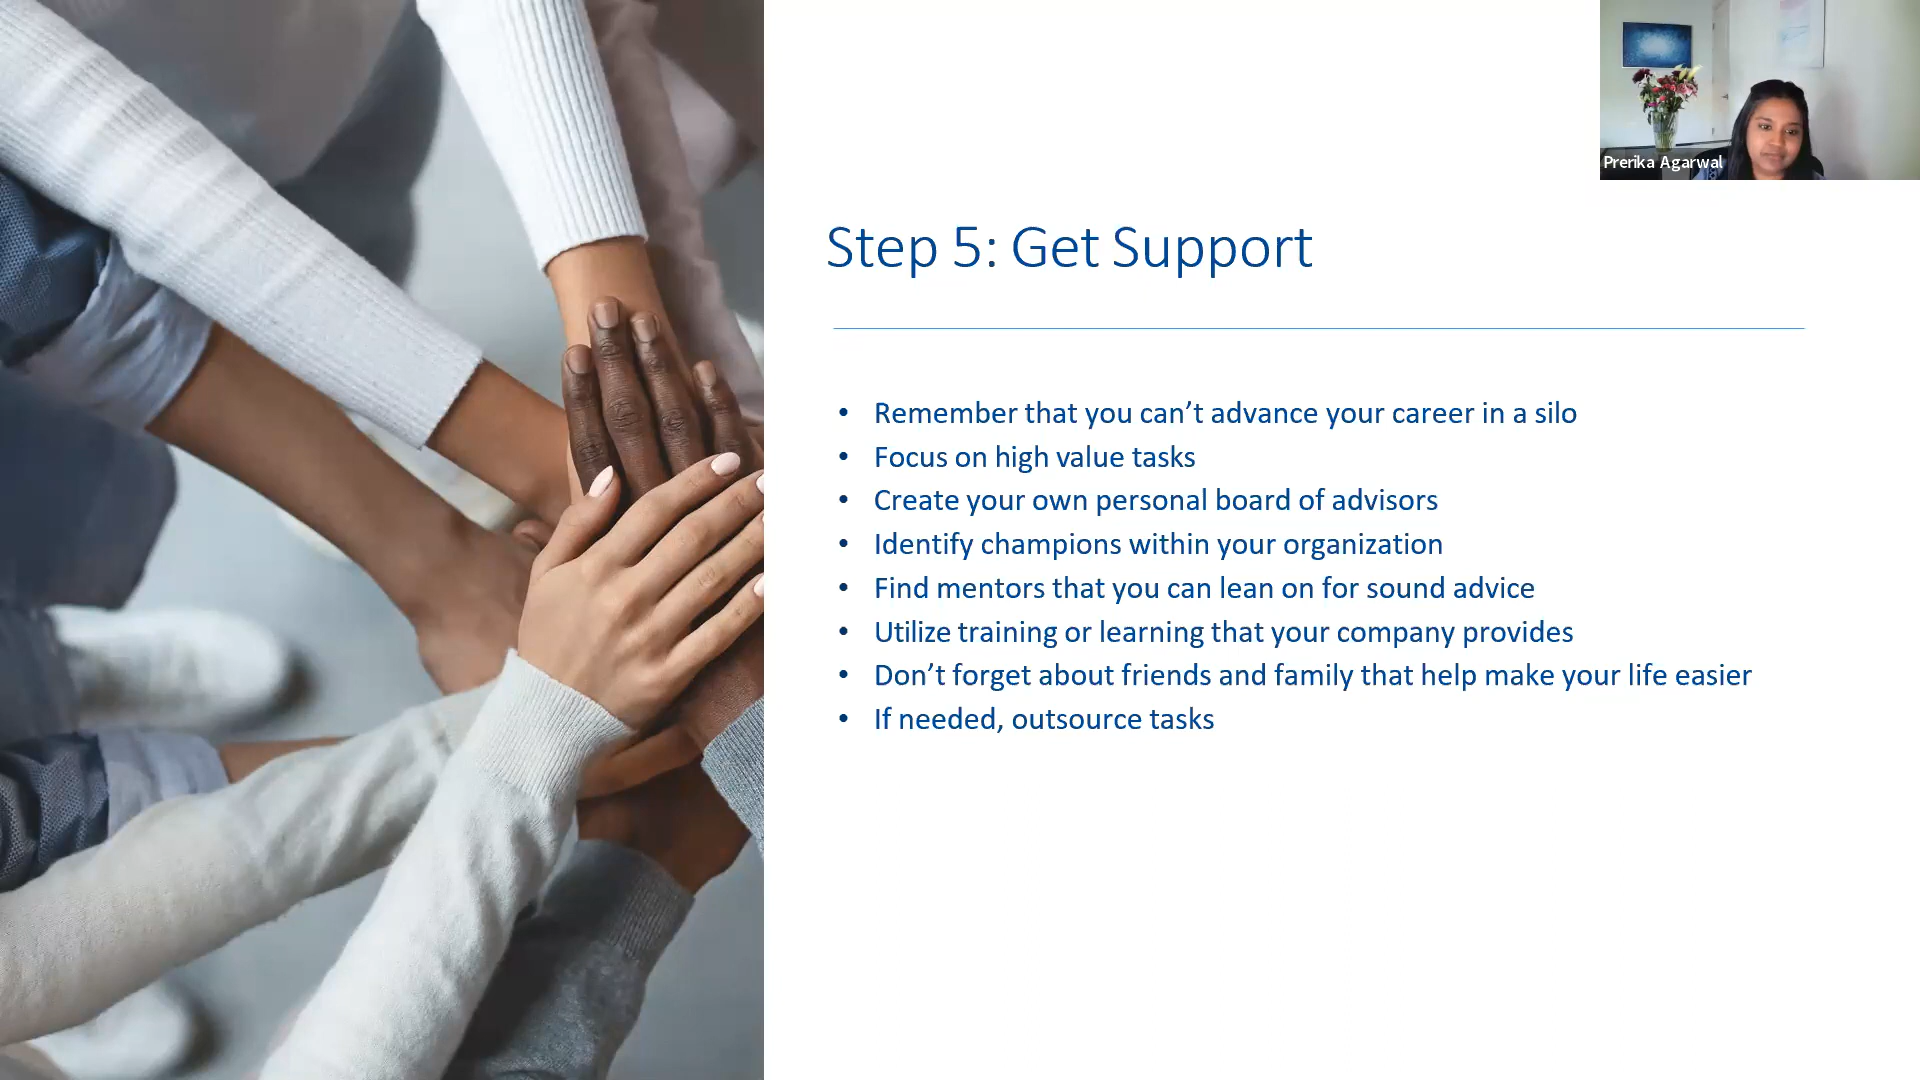 Prerika Agarwal
Step 5: Get Support
• Remember that you can’t advance your career in a silo
• Focus on high value tasks
• Create your own personal board of advisors
• Identify champions within your organization
• Find mentors that you can lean on for sound advice
• Utilize training or learning that your company provides
• Don’t forget about friends and family that help make your life easier
• If needed, outsource tasks